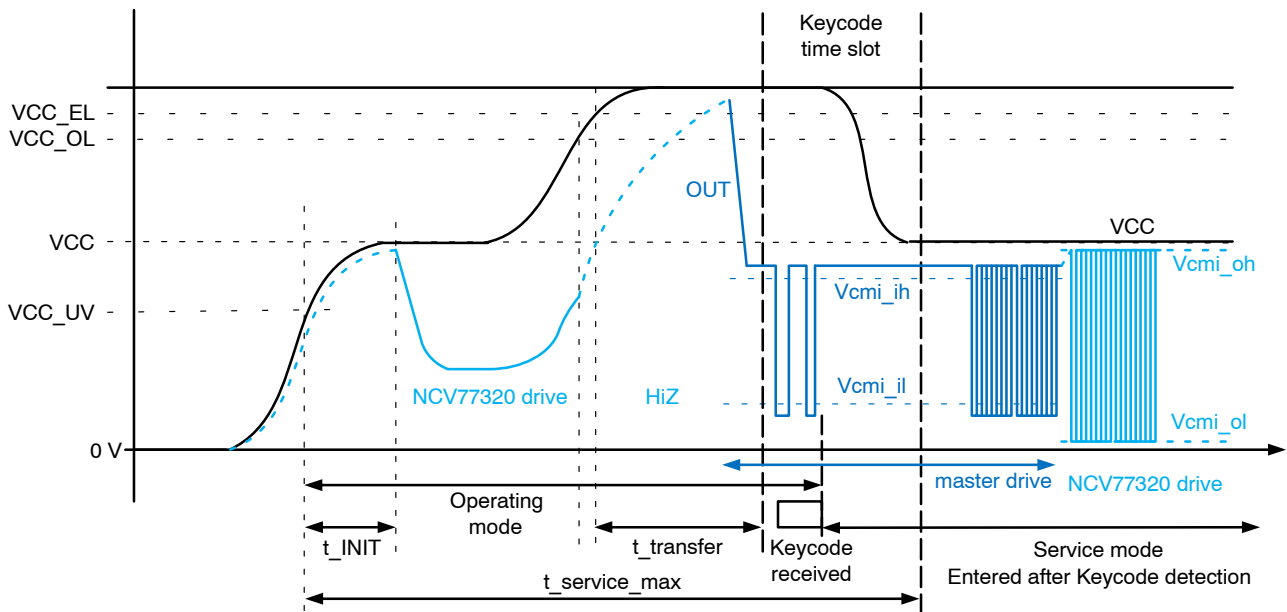 Keycode
time slot
VCC_EL
VCC_OL
OUT
VCC
VCC
Vcmi_oh
Vcmi_ih
VCC_UV
NCV77320 drive
HiZ
Vcmi_il
Vcmi_ol
0 V
master drive
NCV77320 drive
Operating
mode
t_INIT
t_transfer
Keycode
received
Service mode
Entered after Keycode detection
t_service_max